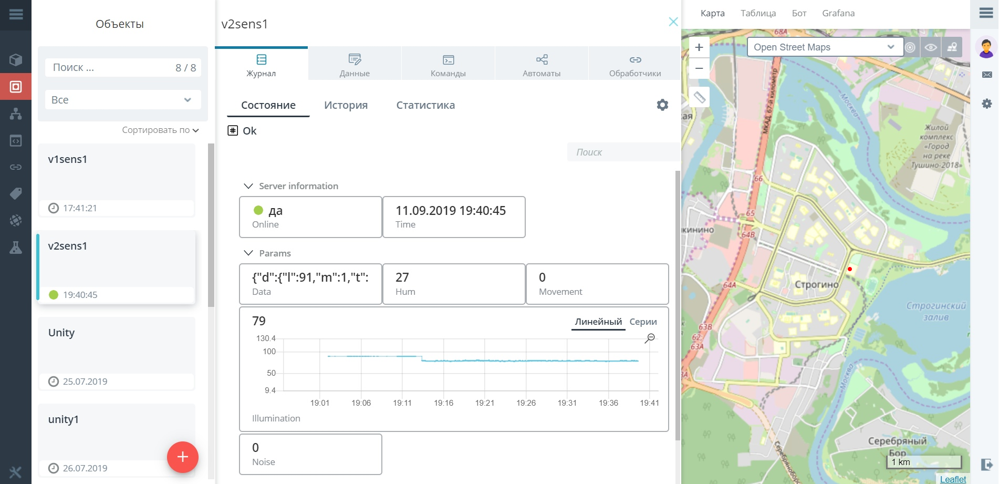 Объекты
Поиск ...
8 / 8
Все
Сортировать по
v1sens1
17:41:21
v2sens1
19:40:45
Unity
25.07.2019
unity1
26.07.2019
+
v2sens1
Журнал
Данные
Команды
Автоматы
Обработчики
Состояние
История
Статистика
Ok
Поиск
Server information
да
Online
11.09.2019 19:40:45
Time
Params
{"d":{"l":91,"m":1,"t":
Data
27
Hum
0
Movement
79
Линейный
Серии
130.4
100
50
9.4
19:01
19:06
19:11
19:16
19:21
19:26
19:31
19:36
19:41
Illumination
0
Noise
Карта
Таблица
Бот
Grafana
+
−
Open Street Maps
68А
МКАД, 67-й километр
Москва
ая
Жилой
комплекс
«Город
на реке
Тушино-2018»
66
65
64В
кинино
64А
Строгино
Строгинский
залив
63В
62;
63А
Москва
Серебряный
Бор
1 km
Leaflet